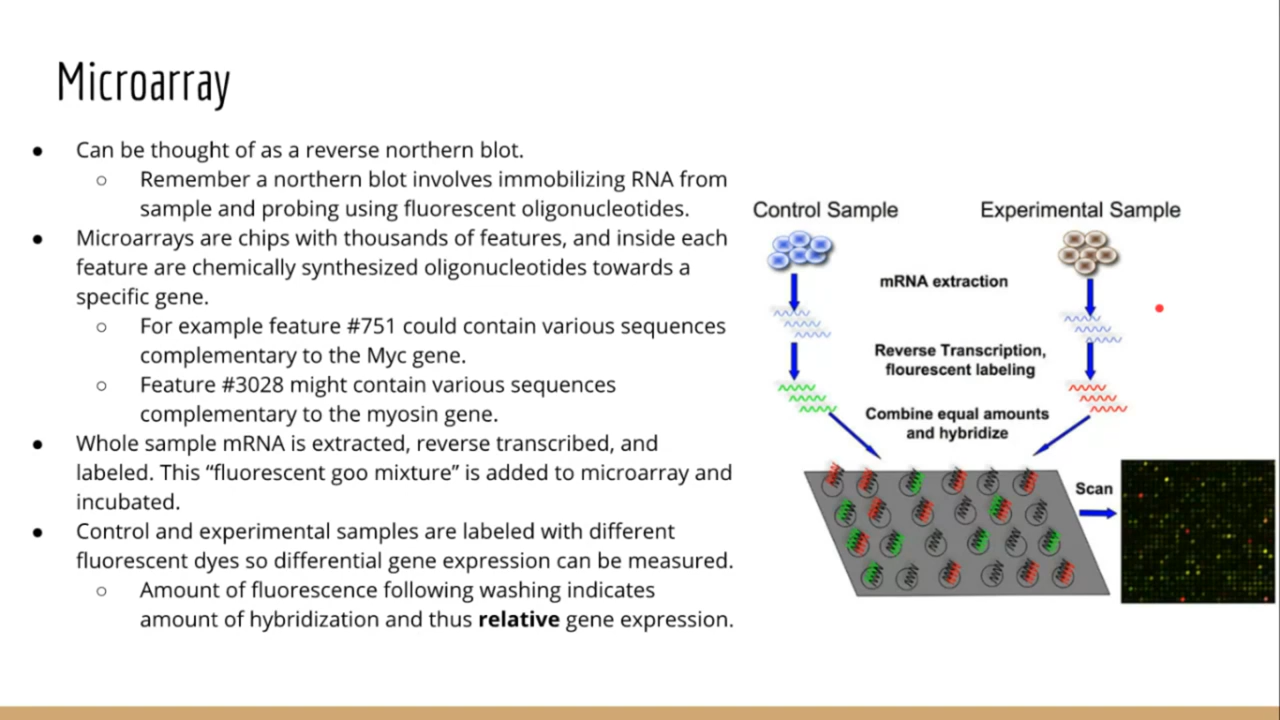 Microarray
● Can be thought of as a reverse northern blot.
○ Remember a northern blot involves immobilizing RNA from
sample and probing using fluorescent oligonucleotides.
● Microarrays are chips with thousands of features, and inside each
feature are chemically synthesized oligonucleotides towards a
specific gene.
○ For example feature #751 could contain various sequences
complementary to the Myc gene.
○ Feature #3028 might contain various sequences
complementary to the myosin gene.
● Whole sample mRNA is extracted, reverse transcribed, and
labeled. This “fluorescent goo mixture” is added to microarray and
incubated.
● Control and experimental samples are labeled with different
fluorescent dyes so differential gene expression can be measured.
○ Amount of fluorescence following washing indicates
amount of hybridization and thus relative gene expression.
Control Sample
Experimental Sample
mRNA extraction
Reverse Transcription,
flourescent labeling
Combine equal amounts
and hybridize
Scan